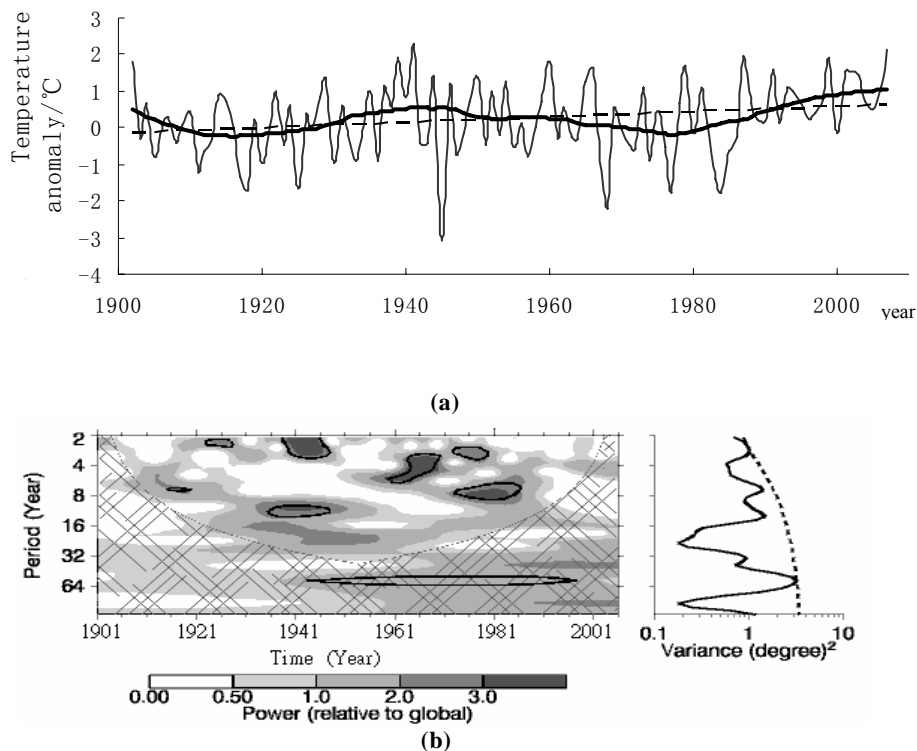 3
2
1
0
-1
-2
-3
-4
Temperature
anomaly/℃
1900 1920 1940 1960 1980 2000 year
(a)
2
4
8
16
32
64
Period (Year)
1901 1921 1941 1961 1981 2001
Time (Year)
0.1 1 10
Variance (degree)²
0.00 0.50 1.0 2.0 3.0
Power (relative to global)
(b)